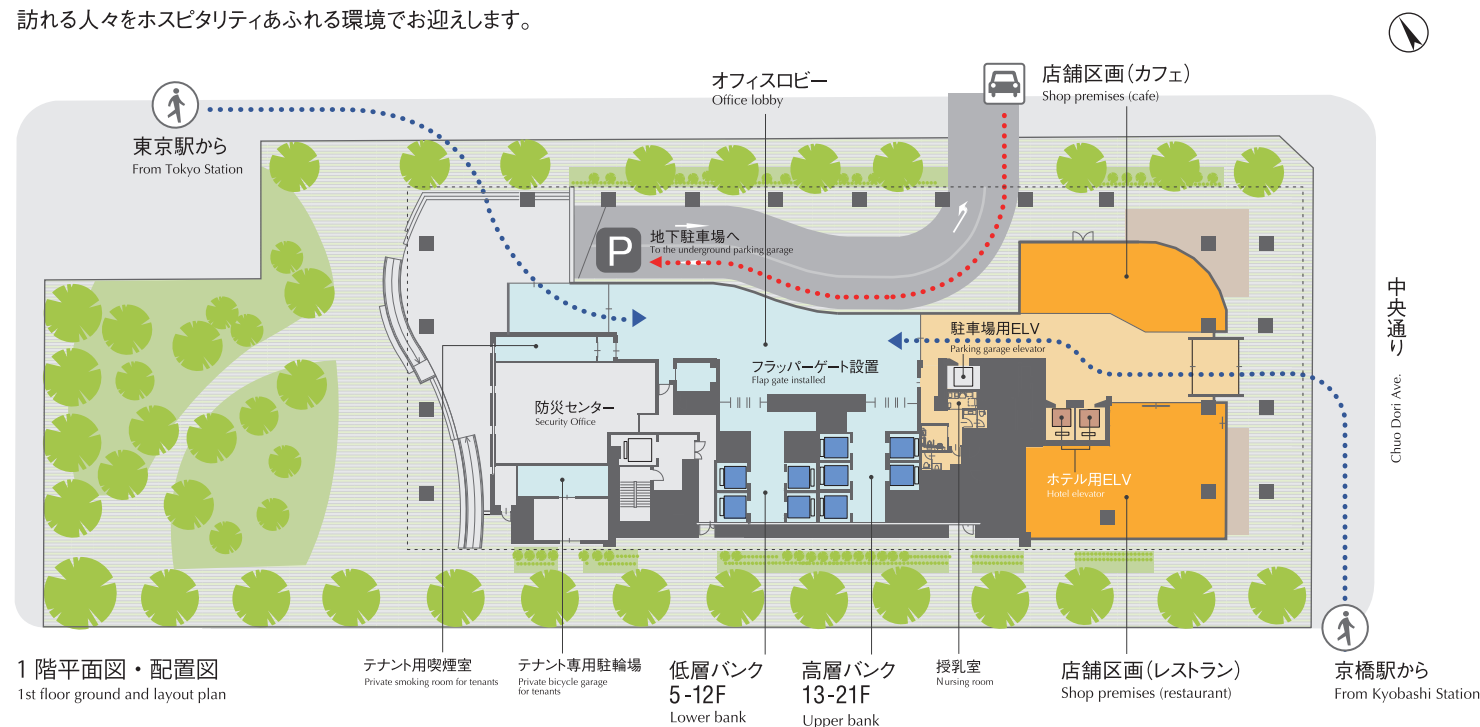 訪れる人々をホスピタリティあふれる環境でお迎えします。
東京駅から
From Tokyo Station
オフィスロビー
Office lobby
店舗区画(カフェ)
Shop premises (cafe)
P
地下駐車場へ
To the underground parking garage
駐車場用ELV
Parking garage elevator
フラッパーゲート設置
Flap gate installed
防災センター
Security Office
ホテル用ELV
Hotel elevator
中央通り
Chuo Dori Ave.
1階平面図・配置図
1st floor ground and layout plan
テナント用喫煙室
Private smoking room for tenants
テナント専用駐輪場
Private bicycle garage
for tenants
低層バンク
5-12F
Lower bank
高層バンク
13-21F
Upper bank
授乳室
Nursing room
店舗区画(レストラン)
Shop premises (restaurant)
京橋駅から
From Kyobashi Station